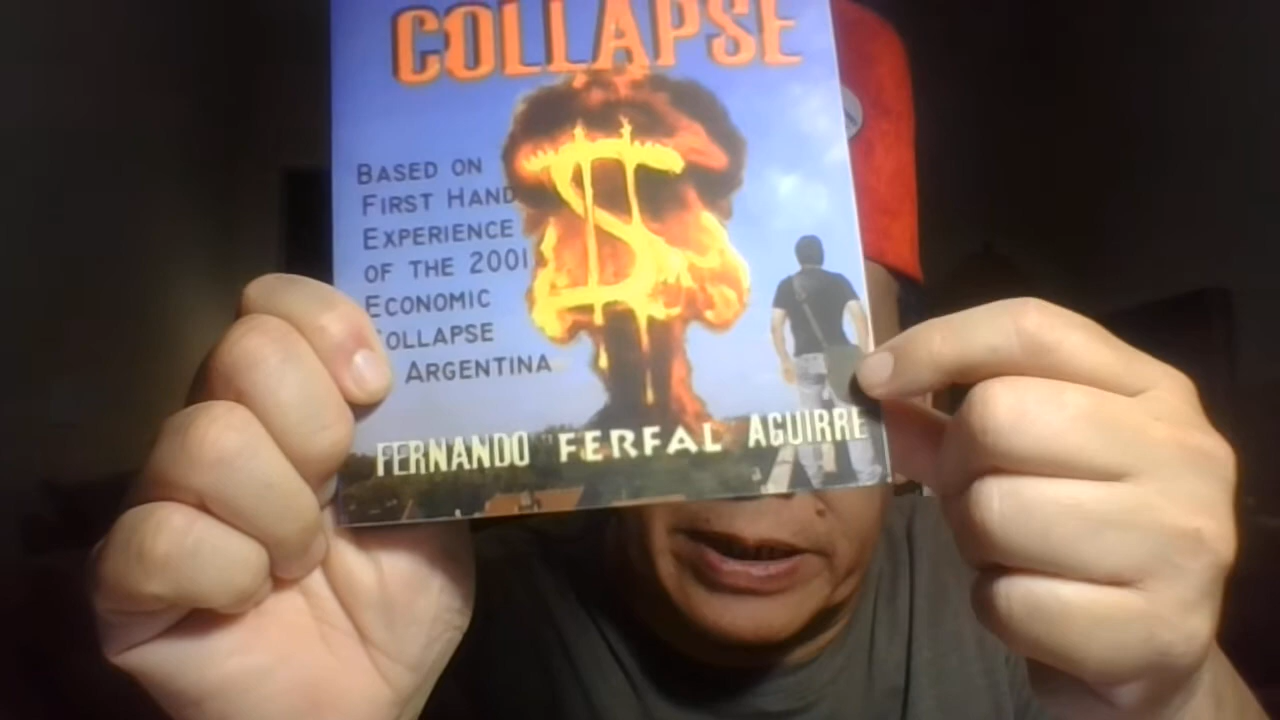 COLLAPSE
BASED ON
FIRST HAND
EXPERIENCE
OF THE 2001
ECONOMIC
OLLAPSE
ARGENTINA
$
FERNANDO "FERFAL" AGUIRRE